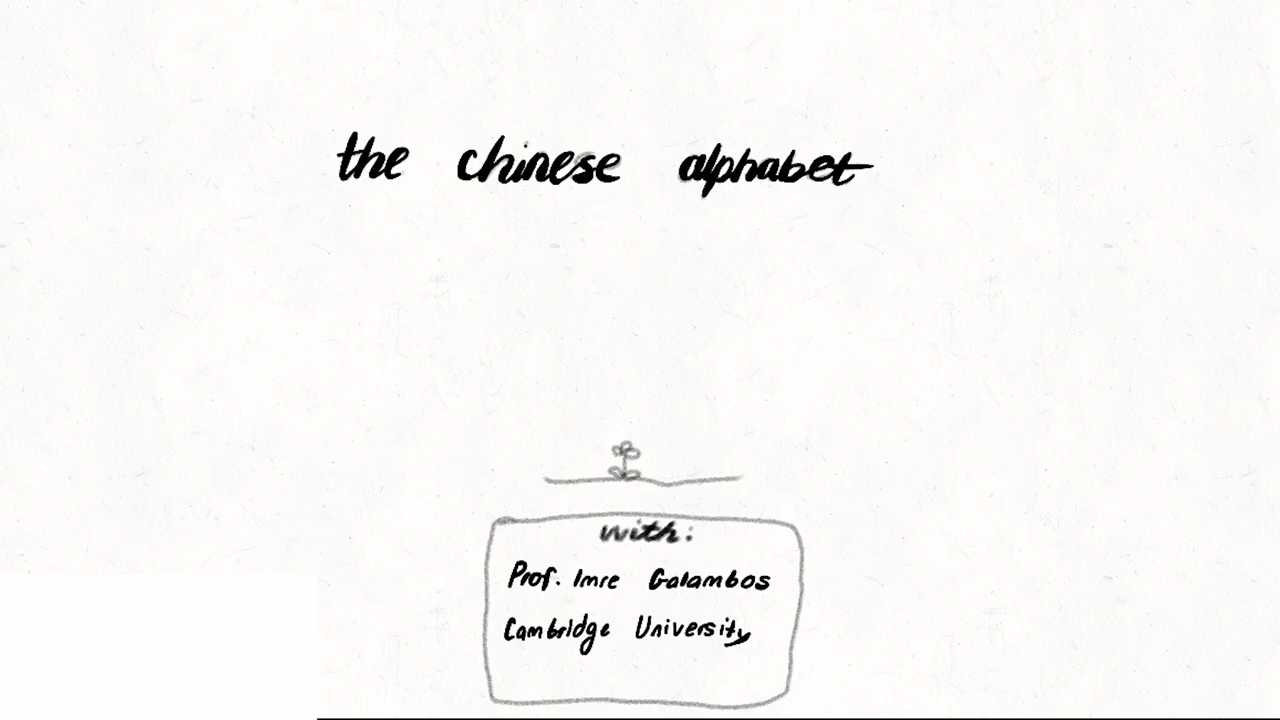 the chinese alphabet
with:
Prof. Imre Galambos
Cambridge University